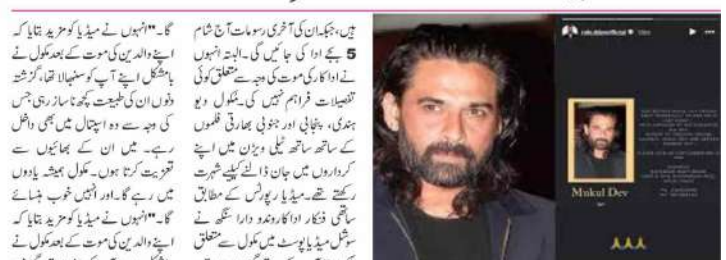 ہیں، جبکہ ان کی آخری رسومات آج شام
5 بجے ادا کی جائیں گی۔ البتہ انہوں
نے اداکار کی موت کی وجہ سے متعلق کوئی
تفصیلات فراہم نہیں کی۔ مُکول دیو
ہندی، پنجابی اور جنوبی بھارتی فلموں
کے ساتھ ساتھ ٹیلی ویژن میں اپنے
کرداروں میں جان ڈالنے کیلئے شہرت
رکھتے تھے۔ میڈیا رپورٹس کے مطابق
ساتھی فنکار اداکار وندو دارا سنگھ نے
سوشل میڈیا پوسٹ میں مکول سے متعلق
گا۔"انہوں نے میڈیا کو مزید بتایا کہ
اپنے والدین کی موت کے بعد مکول نے
بامشکل اپنے آپ کو سنبھالا تھا، گزشتہ
دنوں ان کی طبیعت کچھ ناساز رہی جس
کی وجہ سے وہ اسپتال میں بھی داخل
رہے۔ میں ان کے بھائیوں سے
تعزیت کرتا ہوں۔ مکول ہمیشہ یادوں
میں رہے گا۔ اور انہیں خوب ہنسائے
گا۔"انہوں نے میڈیا کو مزید بتایا کہ
اپنے والدین کی موت کے بعد مکول نے
Mukul Dev